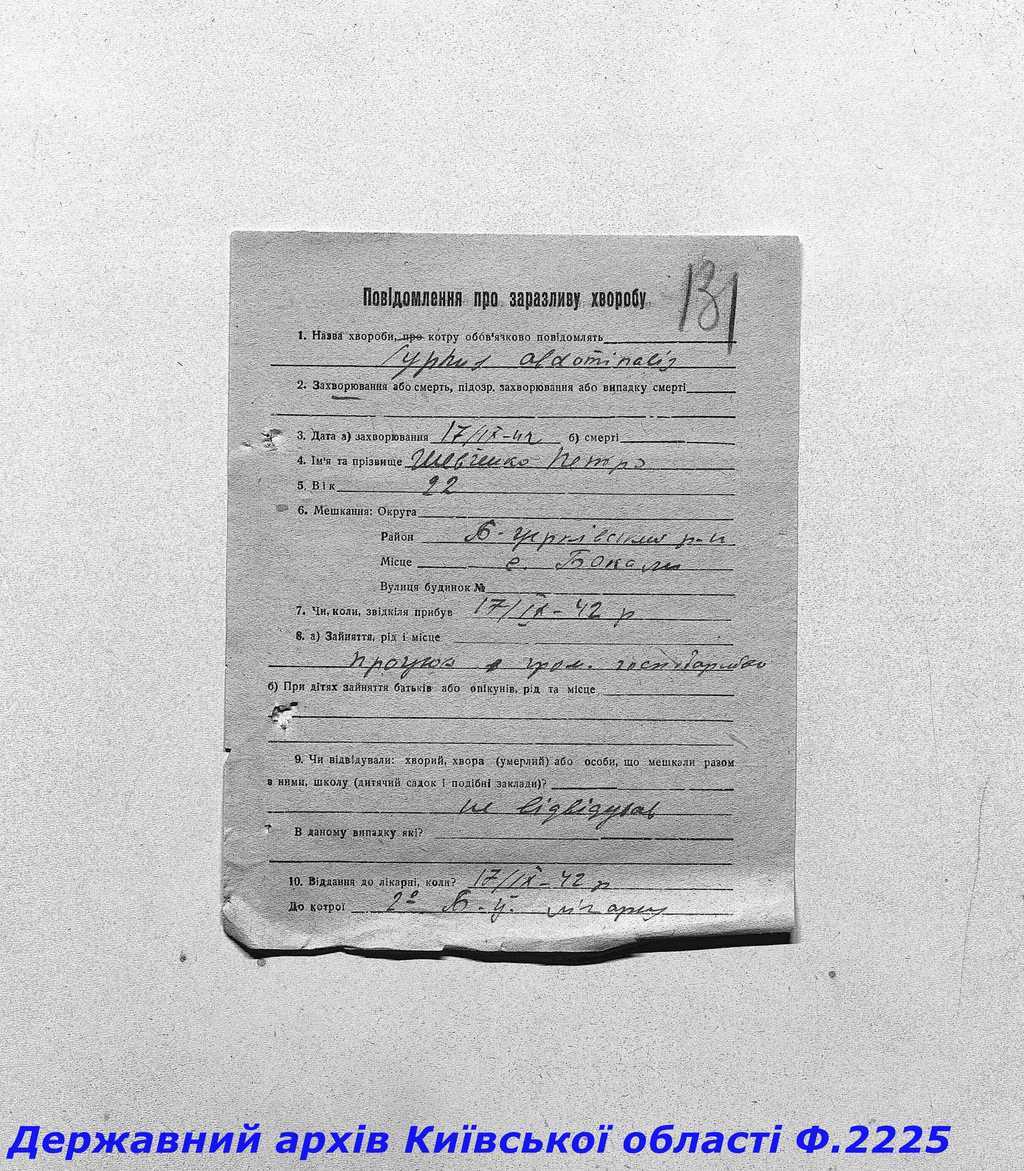 131
Повідомлення про заразливу хворобу
1. Назва хвороби, про котру обов'язково повідомлять
Typhus abdominalis
2. Захворювання або смерть, підозр. захворювання або випадку смерті
3. Дата а) захворювання 17/IX-42 б) смерті
4. Ім'я та прізвище Шевченко Петро
5. Вік 22
6. Мешкання: Округа
Район Б-Церківський р-н
Місце с.
Вулиця будинок №
7. Чи, коли, звідкіля прибув 17/IX-42 р
8. а) Зайняття, рід і місце
працює в гром.
б) При дітях зайняття батьків або опікунів, рід та місце
9. Чи відвідували: хворий, хвора (умерлий) або особи, що мешкали разом
з ними, школу (дитячий садок і подібні заклади)?
не відвідував
В даному випадку які?
10. Віддання до лікарні, коли? 17/IX-42 р
До котрої 2º Б-Ц. лікарню
Державний архів Київської області Ф.2225